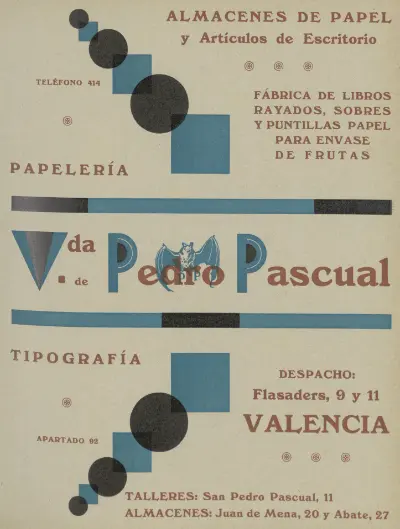 ALMACENES DE PAPEL
y Artículos de Escritorio
TELÉFONO 414
FÁBRICA DE LIBROS
RAYADOS, SOBRES
Y PUNTILLAS PAPEL
PARA ENVASE
DE FRUTAS
PAPELERÍA
V.da de Pedro Pascual
TIPOGRAFÍA
DESPACHO:
Flasaders, 9 y 11
VALENCIA
APARTADO 92
TALLERES: San Pedro Pascual, 11
ALMACENES: Juan de Mena, 20 y Abate, 27